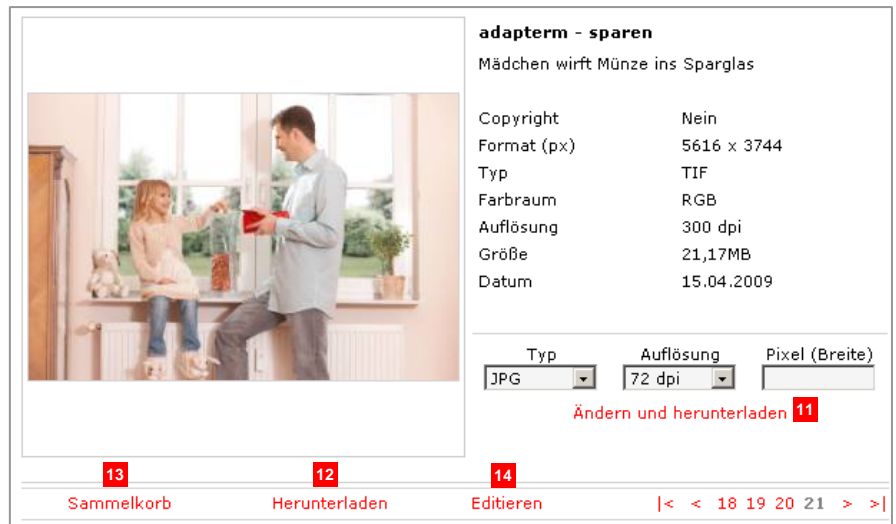 adapterm - sparen
Mädchen wirft Münze ins Sparglas
Copyright Nein
Format (px) 5616 x 3744
Typ TIF
Farbraum RGB
Auflösung 300 dpi
Größe 21,17MB
Datum 15.04.2009
Typ Auflösung Pixel (Breite)
JPG 72 dpi
Ändern und herunterladen 11
13 12 14
Sammelkorb Herunterladen Editieren |< < 18 19 20 21 > >|